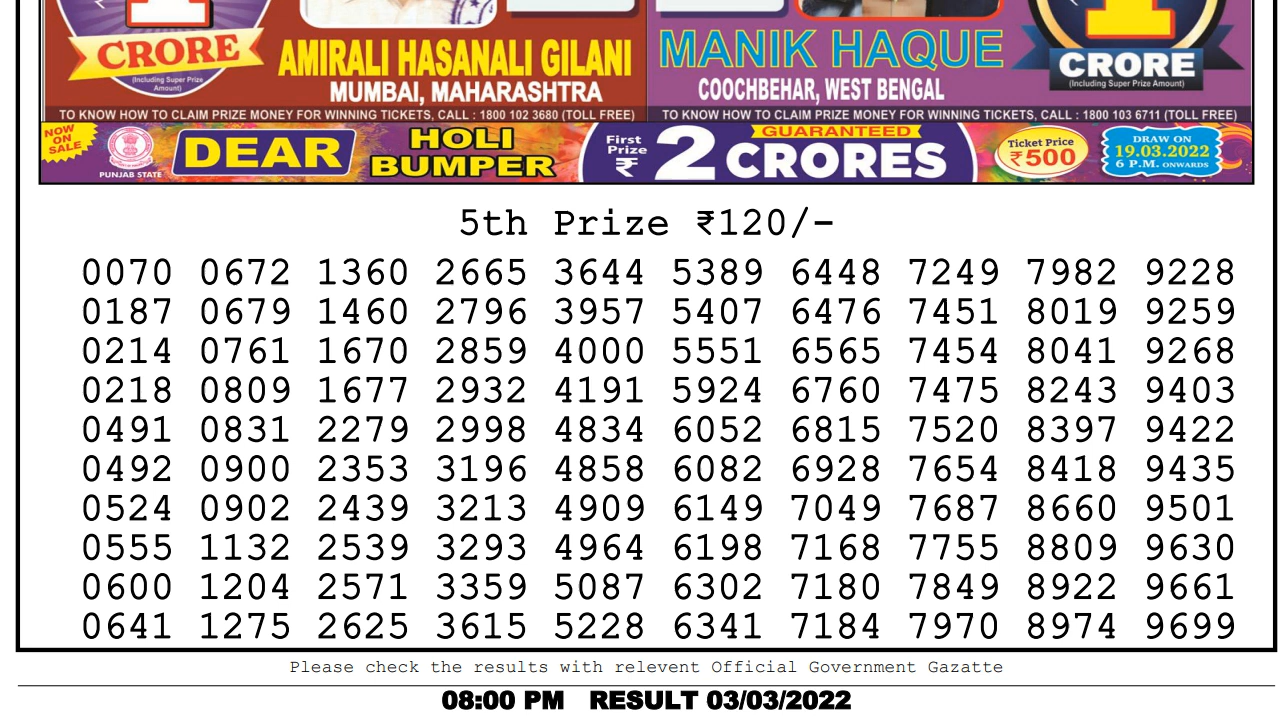 CRORE
(Including Super Prize
Amount)
AMIRALI HASANALI GILANI
MUMBAI, MAHARASHTRA
MANIK HAQUE
COOCHBEHAR, WEST BENGAL
CRORE
(Including Super Prize Amount)
TO KNOW HOW TO CLAIM PRIZE MONEY FOR WINNING TICKETS, CALL : 1800 102 3680 (TOLL FREE)
TO KNOW HOW TO CLAIM PRIZE MONEY FOR WINNING TICKETS, CALL : 1800 103 6711 (TOLL FREE)
NOW
ON
SALE
PUNJAB STATE
DEAR
HOLI
BUMPER
First
Prize
₹
2
GUARANTEED
CRORES
Ticket Price
₹500
DRAW ON
19.03.2022
6 P.M. ONWARDS
5th Prize ₹120/-
0070 0672 1360 2665 3644 5389 6448 7249 7982 9228
0187 0679 1460 2796 3957 5407 6476 7451 8019 9259
0214 0761 1670 2859 4000 5551 6565 7454 8041 9268
0218 0809 1677 2932 4191 5924 6760 7475 8243 9403
0491 0831 2279 2998 4834 6052 6815 7520 8397 9422
0492 0900 2353 3196 4858 6082 6928 7654 8418 9435
0524 0902 2439 3213 4909 6149 7049 7687 8660 9501
0555 1132 2539 3293 4964 6198 7168 7755 8809 9630
0600 1204 2571 3359 5087 6302 7180 7849 8922 9661
0641 1275 2625 3615 5228 6341 7184 7970 8974 9699
Please check the results with relevent Official Government Gazatte
08:00 PM RESULT 03/03/2022